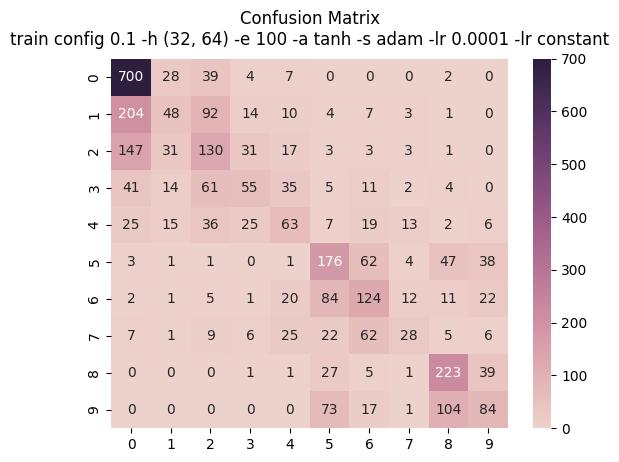 Confusion Matrix
train config 0.1 -h (32, 64) -e 100 -a tanh -s adam -lr 0.0001 -lr constant
0 700 28 39 4 7 0 0 0 2 0
1 204 48 92 14 10 4 7 3 1 0
2 147 31 130 31 17 3 3 3 1 0
3 41 14 61 55 35 5 11 2 4 0
4 25 15 36 25 63 7 19 13 2 6
5 3 1 1 0 1 176 62 4 47 38
6 2 1 5 1 20 84 124 12 11 22
7 7 1 9 6 25 22 62 28 5 6
8 0 0 0 1 1 27 5 1 223 39
9 0 0 0 0 0 73 17 1 104 84
0 1 2 3 4 5 6 7 8 9
700
600
500
400
300
200
100
0